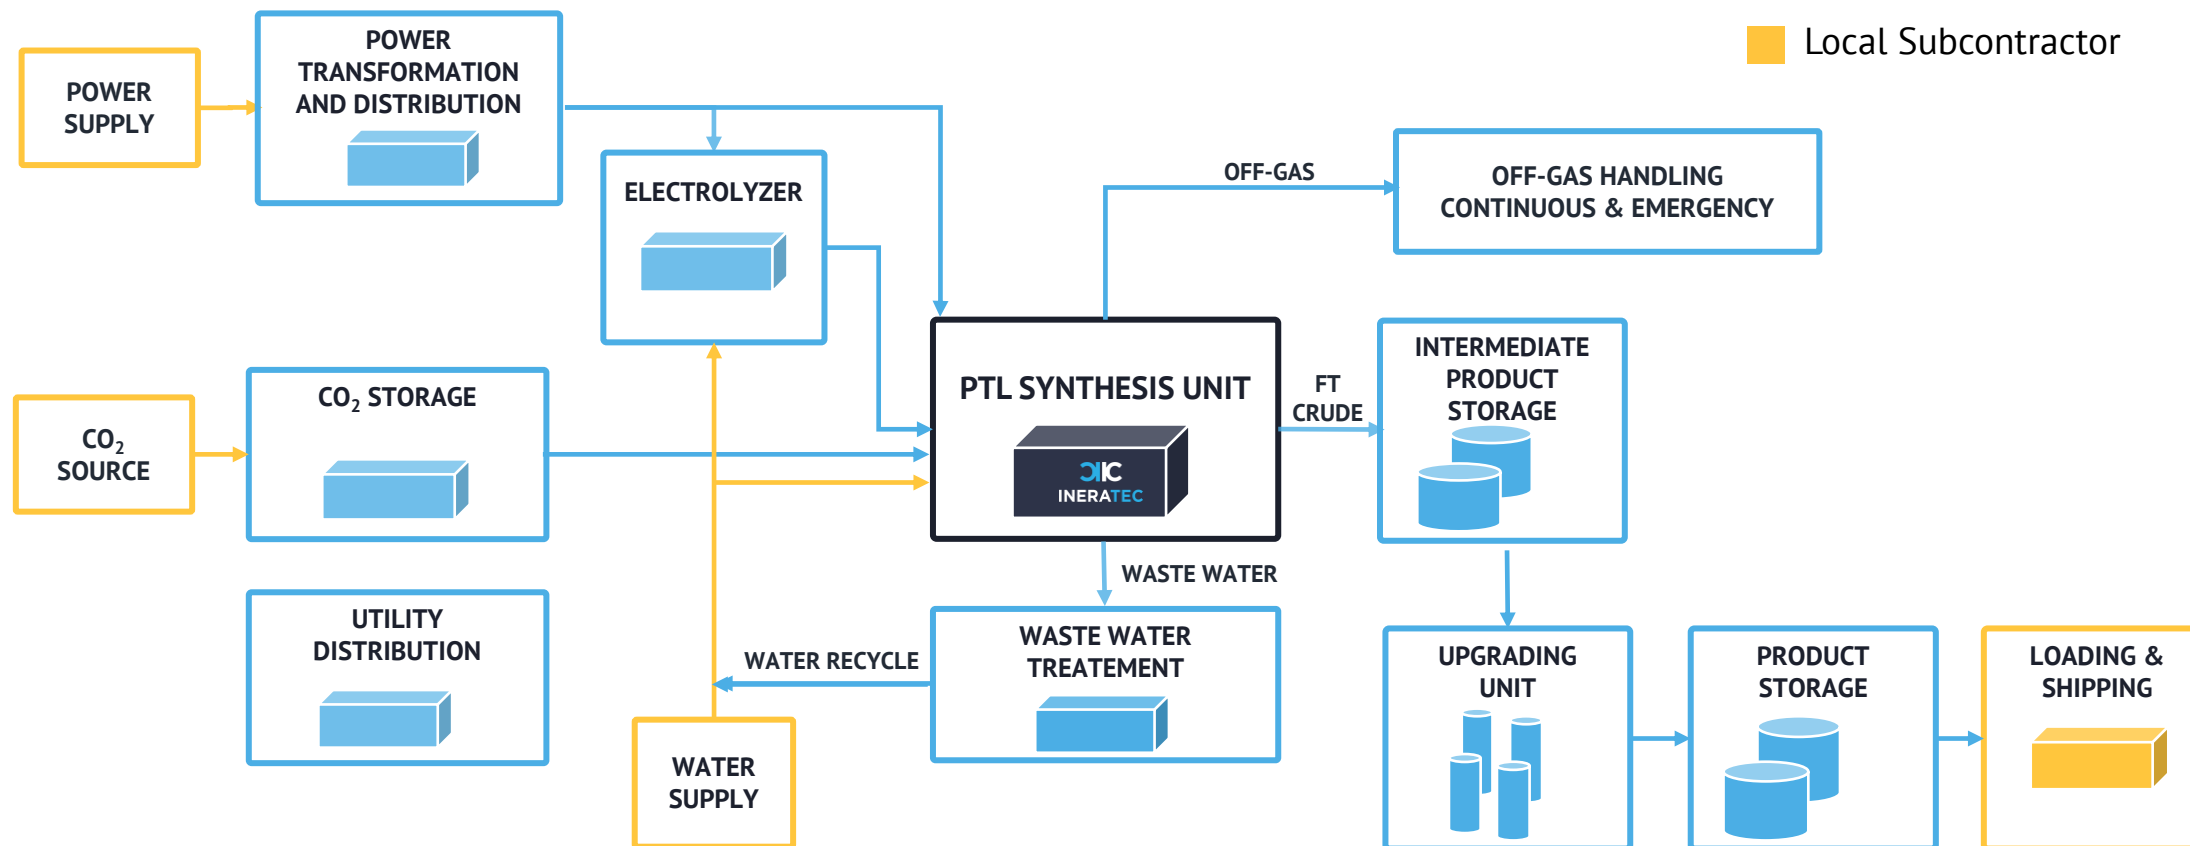 Local Subcontractor
POWER
SUPPLY
POWER
TRANSFORMATION
AND DISTRIBUTION
ELECTROLYZER
OFF-GAS
OFF-GAS HANDLING
CONTINUOUS & EMERGENCY
CO₂
SOURCE
CO₂ STORAGE
PTL SYNTHESIS UNIT
INERATEC
FT
CRUDE
INTERMEDIATE
PRODUCT
STORAGE
WASTE WATER
UTILITY
DISTRIBUTION
WATER RECYCLE
WASTE WATER
TREATEMENT
WATER
SUPPLY
UPGRADING
UNIT
PRODUCT
STORAGE
LOADING &
SHIPPING